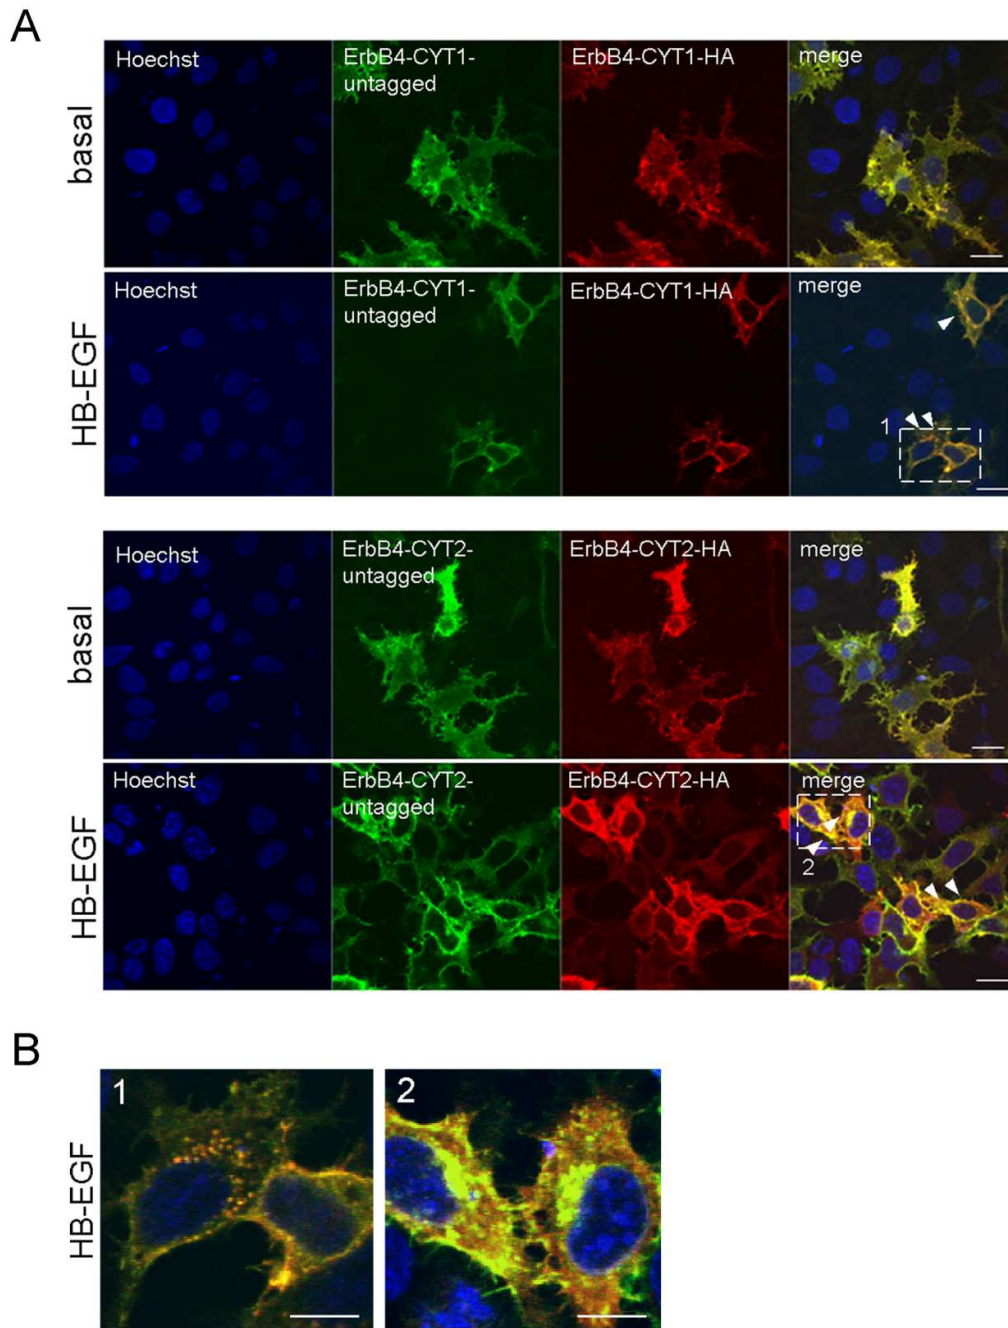 A
basal
Hoechst
ErbB4-CYT1-
untagged
ErbB4-CYT1-HA
merge
HB-EGF
Hoechst
ErbB4-CYT1-
untagged
ErbB4-CYT1-HA
merge
1
basal
Hoechst
ErbB4-CYT2-
untagged
ErbB4-CYT2-HA
merge
HB-EGF
Hoechst
ErbB4-CYT2-
untagged
ErbB4-CYT2-HA
merge
2
B
HB-EGF
1
2